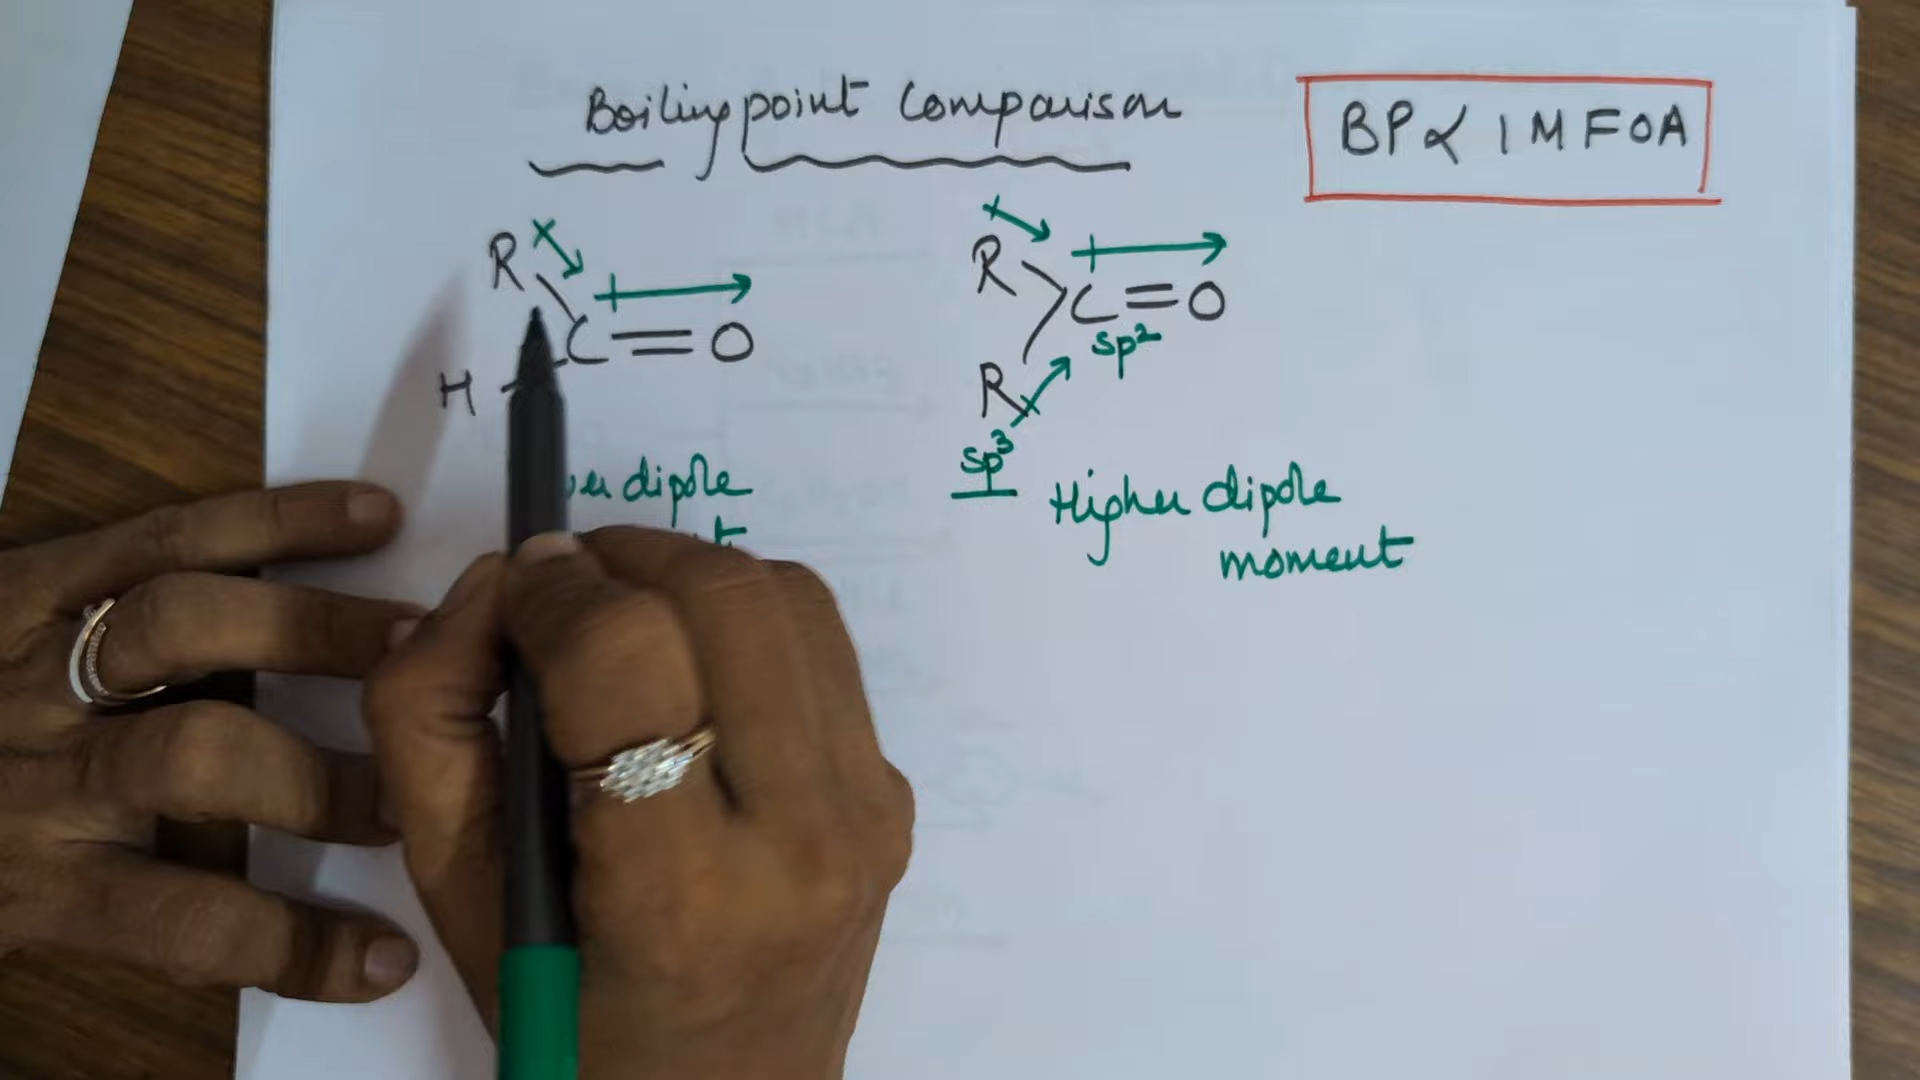 Boiling point Comparison
BP ∝ IMFOA
R
C=O
H
R
C=O
sp²
R
sp³
dipole
Higher dipole
moment